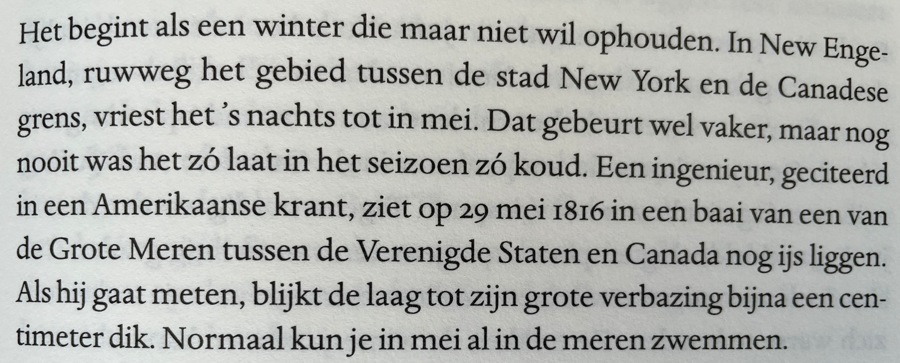 Het begint als een winter die maar niet wil ophouden. In New Enge-
land, ruwweg het gebied tussen de stad New York en de Canadese
grens, vriest het ’s nachts tot in mei. Dat gebeurt wel vaker, maar nog
nooit was het zó laat in het seizoen zó koud. Een ingenieur, geciteerd
in een Amerikaanse krant, ziet op 29 mei 1816 in een baai van een van
de Grote Meren tussen de Verenigde Staten en Canada nog ijs liggen.
Als hij gaat meten, blijkt de laag tot zijn grote verbazing bijna een cen-
timeter dik. Normaal kun je in mei al in de meren zwemmen.